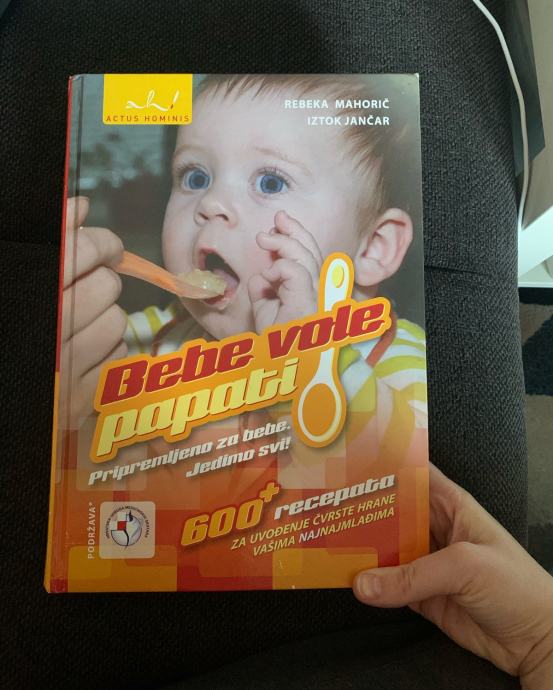 ah!
ACTUS HOMINIS
REBEKA MAHORIČ
IZTOK JANČAR
Bebe vole
papati!
Pripremljeno za bebe.
Jedimo svi!
600+ recepata
ZA UVOĐENJE ČVRSTE HRANE
VAŠIMA NAJNAJMLAĐIMA
PODRŽAVA*